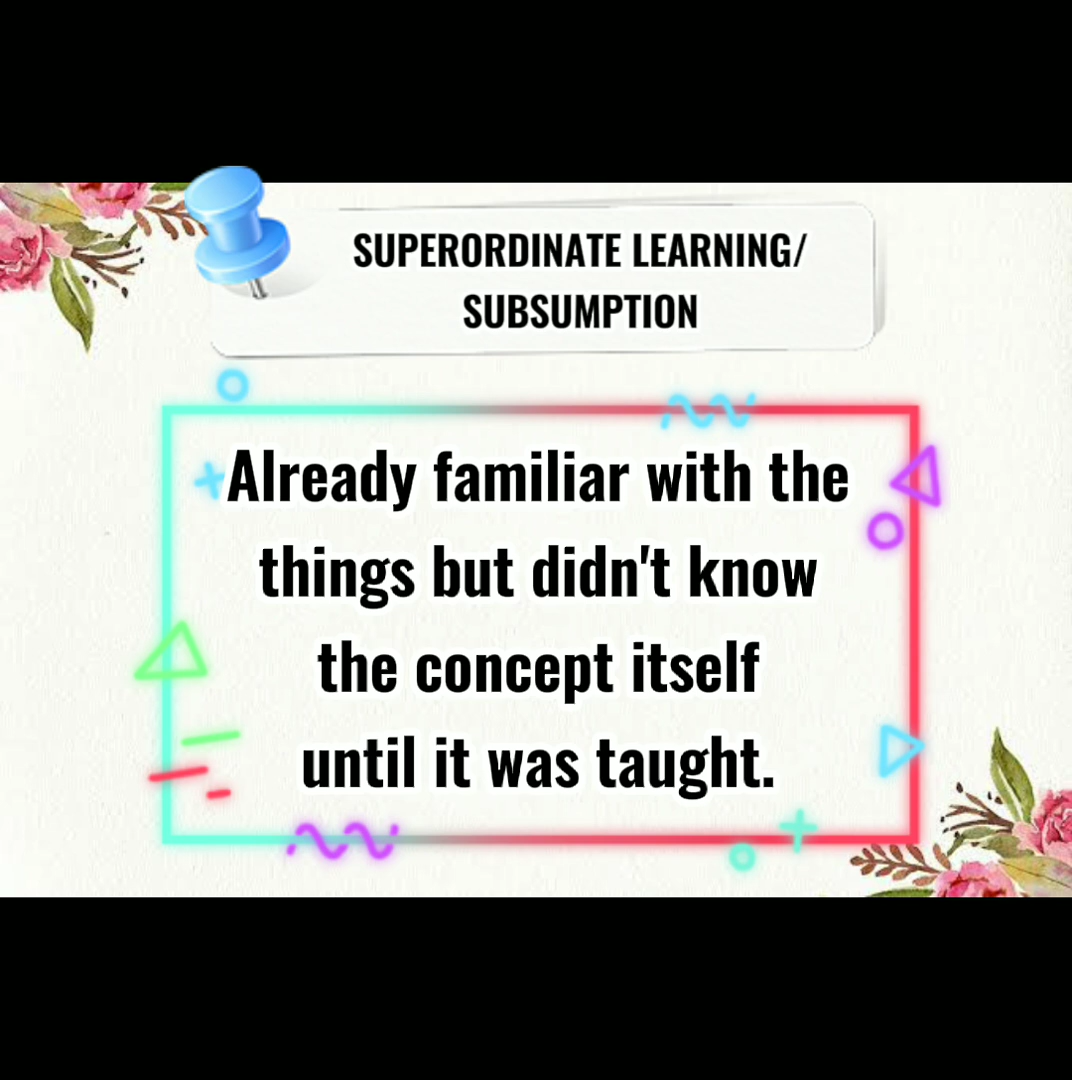 SUPERORDINATE LEARNING/
SUBSUMPTION
Already familiar with the
things but didn't know
the concept itself
until it was taught.